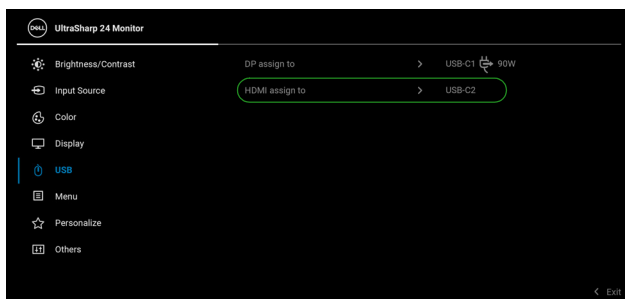 DELL UltraSharp 24 Monitor
Brightness/Contrast DP assign to > USB-C1 90W
Input Source HDMI assign to > USB-C2
Color
Display
USB
Menu
Personalize
Others
< Exit